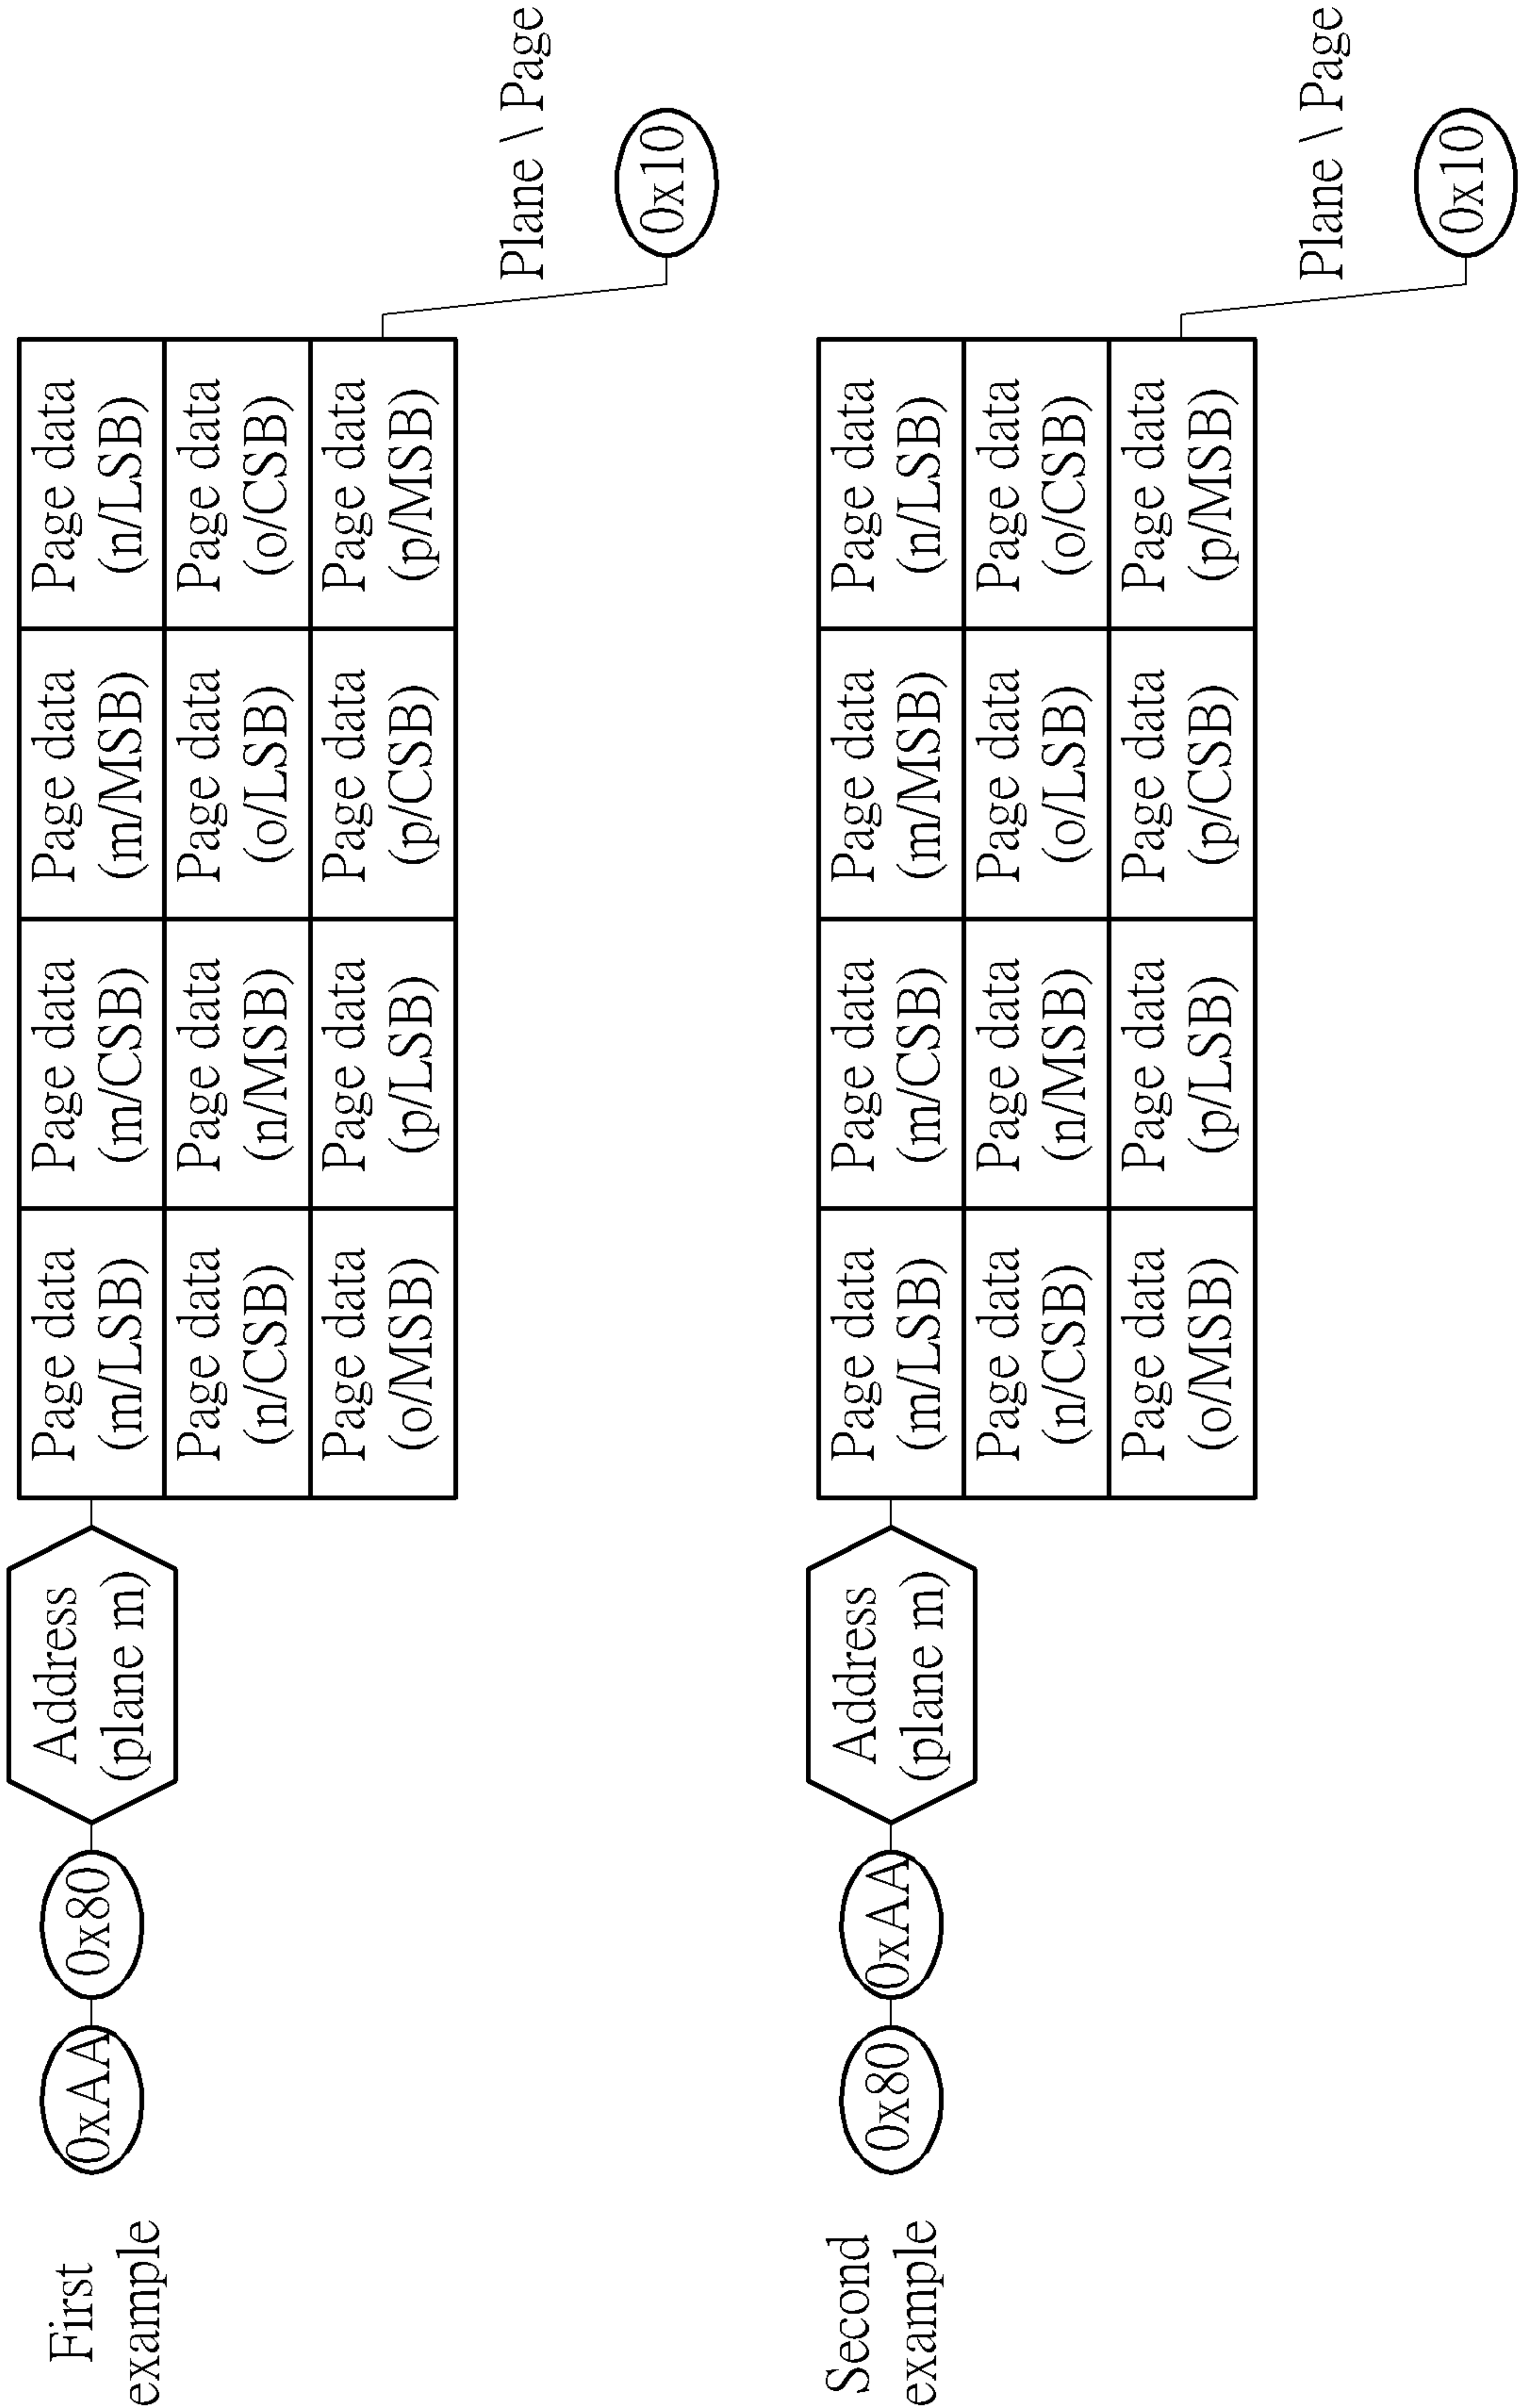 First
example
0xAA
0x80
Address
(plane m)
Page data
(m/LSB)
Page data
(m/CSB)
Page data
(m/MSB)
Page data
(n/LSB)
Page data
(n/CSB)
Page data
(n/MSB)
Page data
(o/LSB)
Page data
(o/CSB)
Page data
(o/MSB)
Page data
(p/LSB)
Page data
(p/CSB)
Page data
(p/MSB)
Plane \ Page
0x10
Second
example
0x80
0xAA
Address
(plane m)
Page data
(m/LSB)
Page data
(m/CSB)
Page data
(m/MSB)
Page data
(n/LSB)
Page data
(n/CSB)
Page data
(n/MSB)
Page data
(o/LSB)
Page data
(o/CSB)
Page data
(o/MSB)
Page data
(p/LSB)
Page data
(p/CSB)
Page data
(p/MSB)
Plane \ Page
0x10